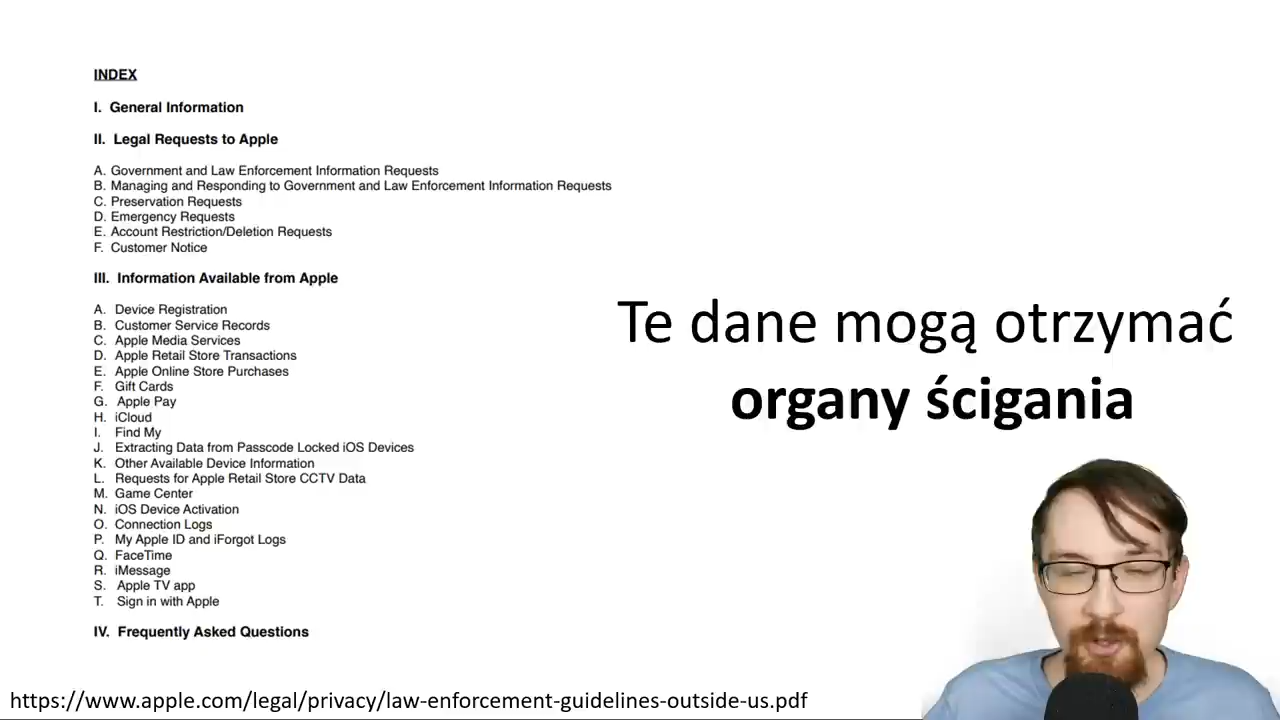 INDEX
I. General Information
II. Legal Requests to Apple
A. Government and Law Enforcement Information Requests
B. Managing and Responding to Government and Law Enforcement Information Requests
C. Preservation Requests
D. Emergency Requests
E. Account Restriction/Deletion Requests
F. Customer Notice
III. Information Available from Apple
A. Device Registration
B. Customer Service Records
C. Apple Media Services
D. Apple Retail Store Transactions
E. Apple Online Store Purchases
F. Gift Cards
G. Apple Pay
H. iCloud
I. Find My
J. Extracting Data from Passcode Locked iOS Devices
K. Other Available Device Information
L. Requests for Apple Retail Store CCTV Data
M. Game Center
N. iOS Device Activation
O. Connection Logs
P. My Apple ID and iForgot Logs
Q. FaceTime
R. iMessage
S. Apple TV app
T. Sign in with Apple
IV. Frequently Asked Questions
Te dane mogą otrzymać
organy ścigania
https://www.apple.com/legal/privacy/law-enforcement-guidelines-outside-us.pdf